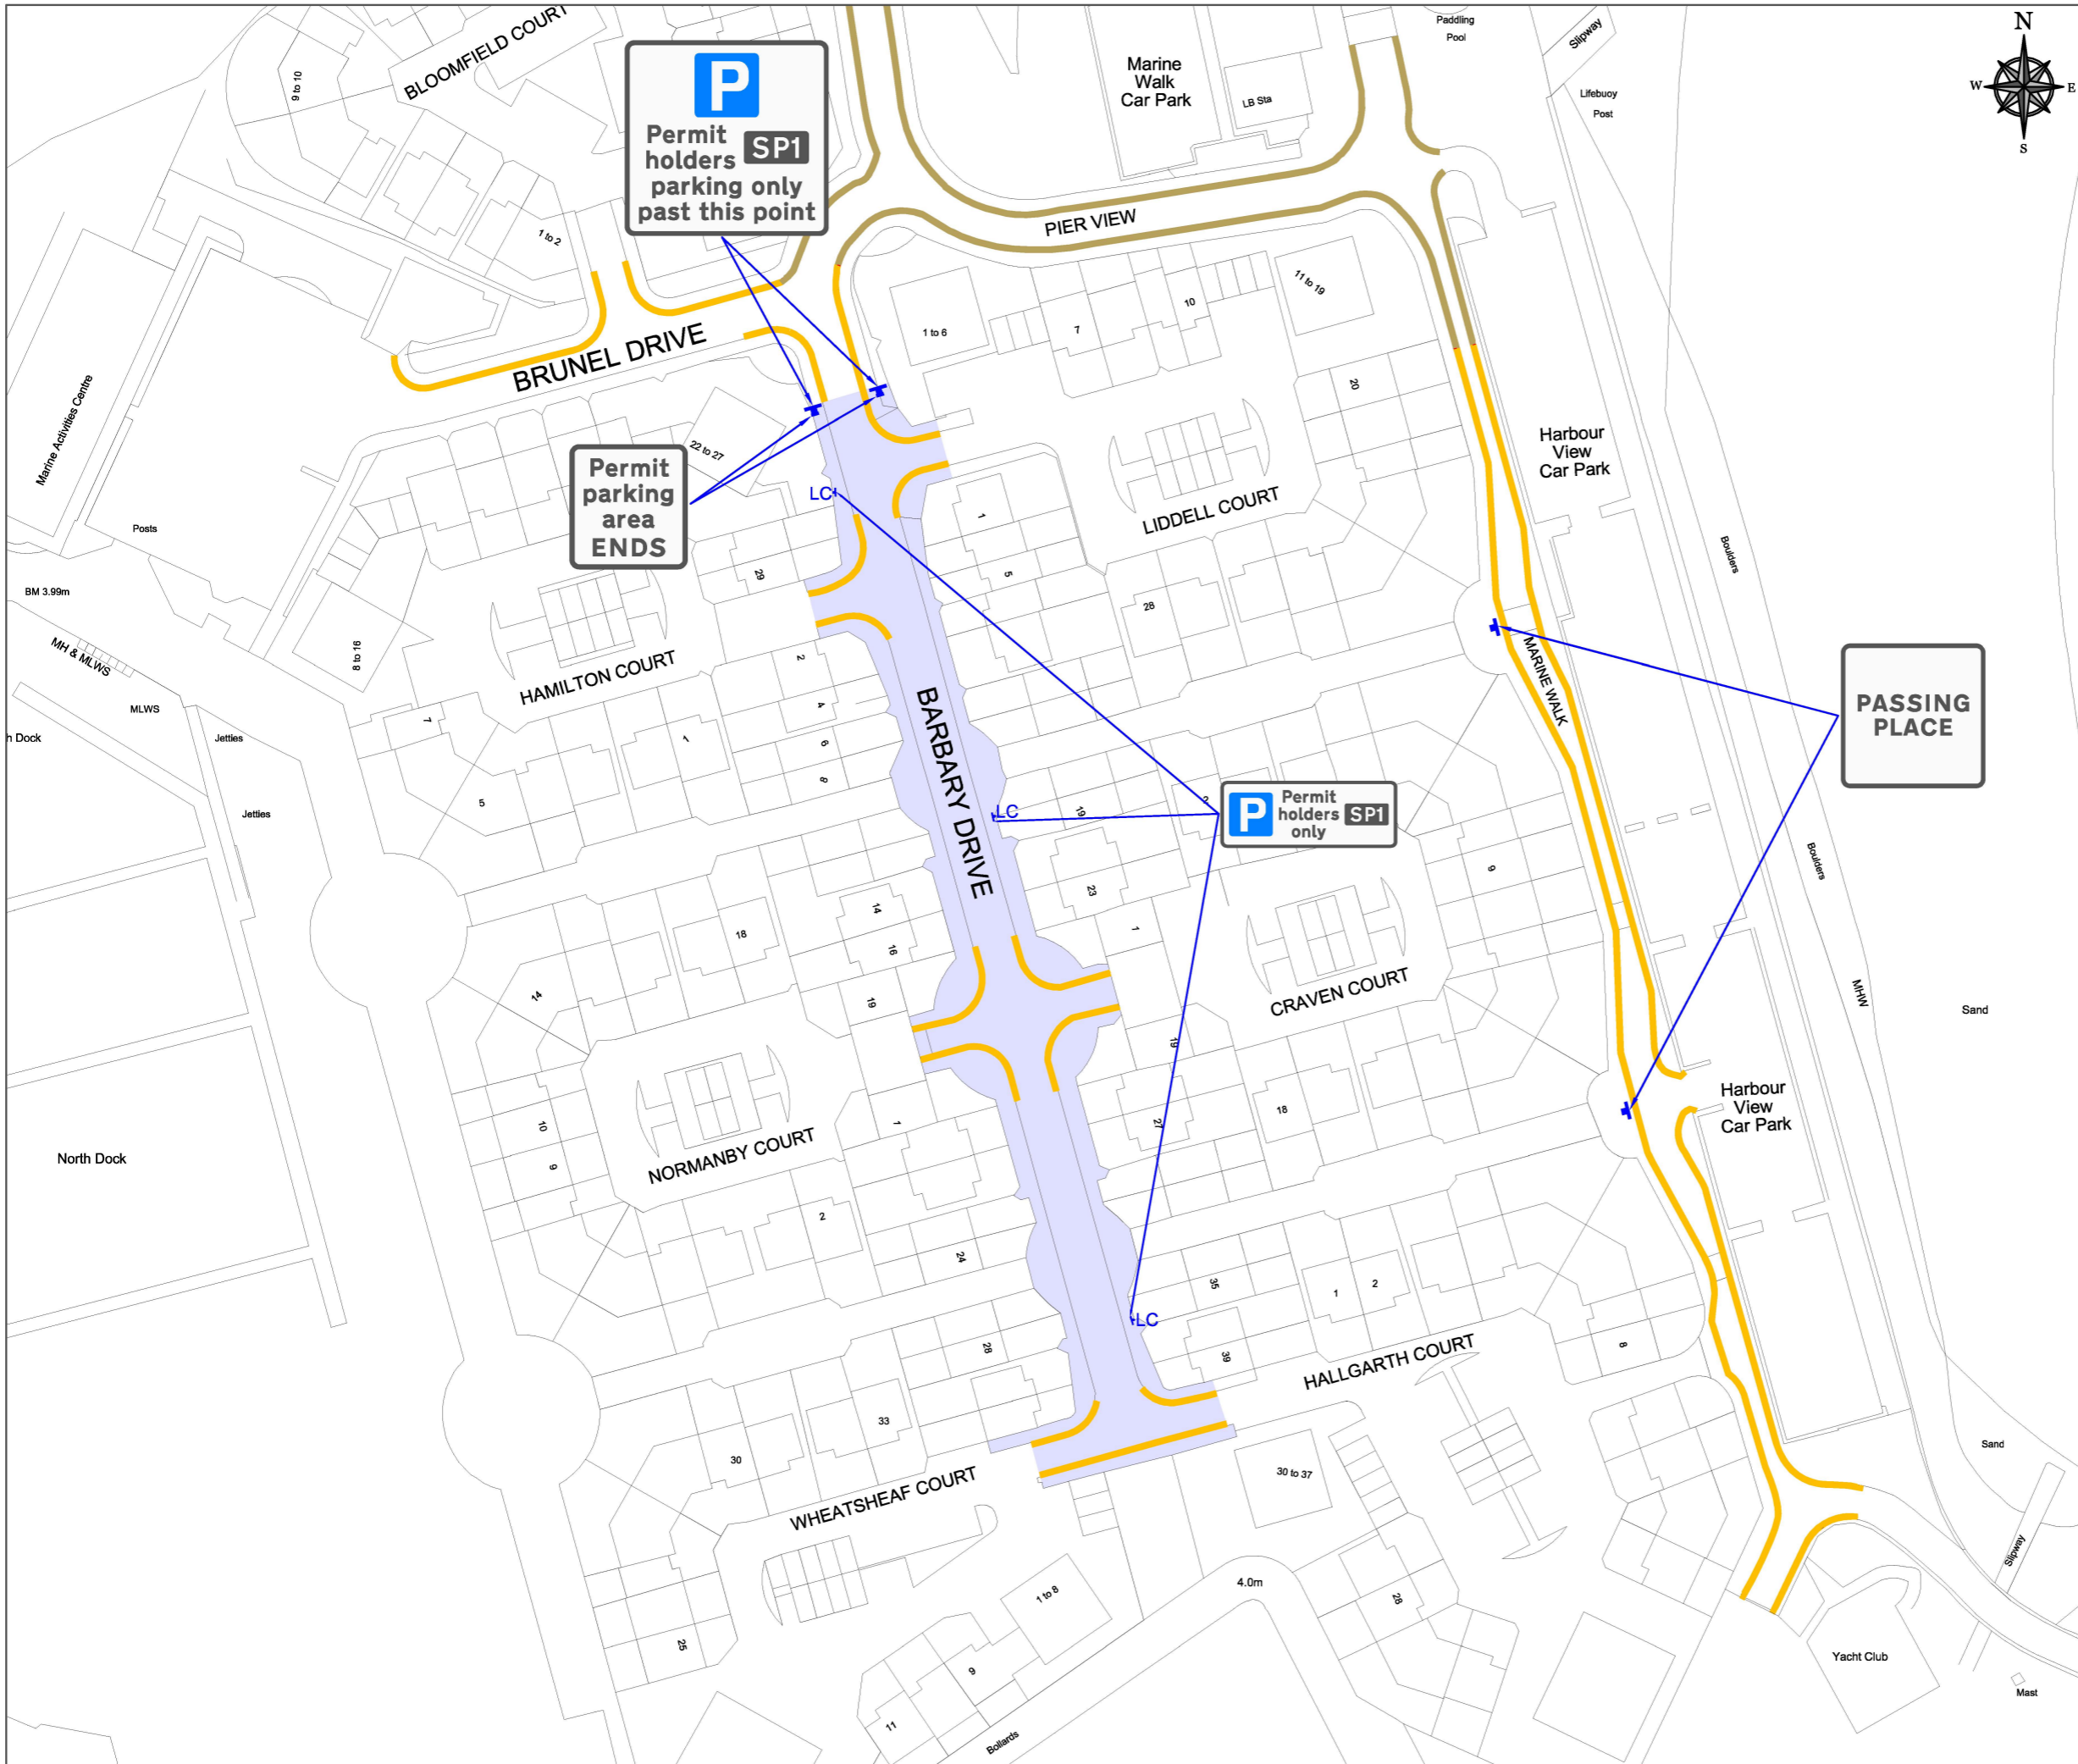 BLOOMFIELD COURT
9 to 10
1 to 2
P
Permit
holders SP1
parking only
past this point
Marine
Walk
Car Park
LB Sta
Paddling
Pool
Slipway
Lifebuoy
Post
N
W
E
S
PIER VIEW
BRUNEL DRIVE
1 to 6
7
10
11 to 19
20
Harbour
View
Car Park
Marine Activities Centre
Posts
22 to 27
Permit
parking
area
ENDS
LC
LIDDELL COURT
1
5
28
29
BM 3.99m
MH & MLWS
MLWS
8 to 16
HAMILTON COURT
2
4
6
8
1
7
5
Boulders
MARINE WALK
PASSING
PLACE
h Dock
Jetties
Jetties
BARBARY DRIVE
LC
P
Permit
holders
only
SP1
19
2
23
9
Boulders
14
16
18
14
19
1
CRAVEN COURT
MHW
Sand
North Dock
10
9
NORMANBY COURT
1
19
27
18
Harbour
View
Car Park
2
24
28
LC
35
39
1
2
8
HALLGARTH COURT
33
30
WHEATSHEAF COURT
30 to 37
Sand
Slipway
25
1 to 8
9
11
Bollards
4.0m
28
Yacht Club
Mast